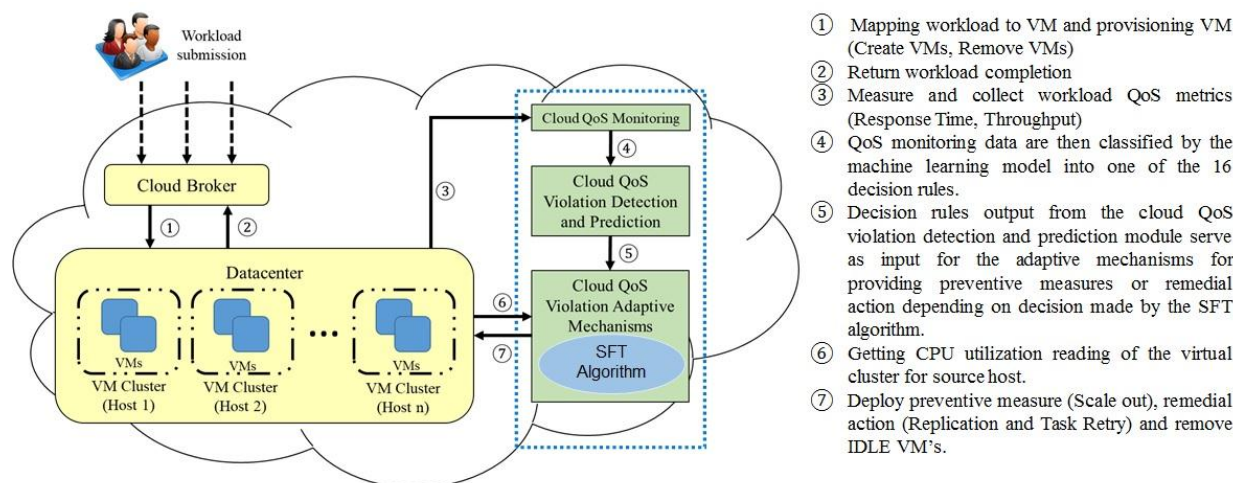 Workload
submission
Cloud Broker
①
②
③
Datacenter
VMs
VM Cluster
(Host 1)
VMs
VM Cluster
(Host 2)
VMs
VM Cluster
(Host n)
Cloud QoS Monitoring
④
Cloud QoS
Violation Detection
and Prediction
⑤
⑥
⑦
Cloud QoS
Violation Adaptive
Mechanisms
SFT
Algorithm
① Mapping workload to VM and provisioning VM
(Create VMs, Remove VMs)
② Return workload completion
③ Measure and collect workload QoS metrics
(Response Time, Throughput)
④ QoS monitoring data are then classified by the
machine learning model into one of the 16
decision rules.
⑤ Decision rules output from the cloud QoS
violation detection and prediction module serve
as input for the adaptive mechanisms for
providing preventive measures or remedial
action depending on decision made by the SFT
algorithm.
⑥ Getting CPU utilization reading of the virtual
cluster for source host.
⑦ Deploy preventive measure (Scale out), remedial
action (Replication and Task Retry) and remove
IDLE VM's.